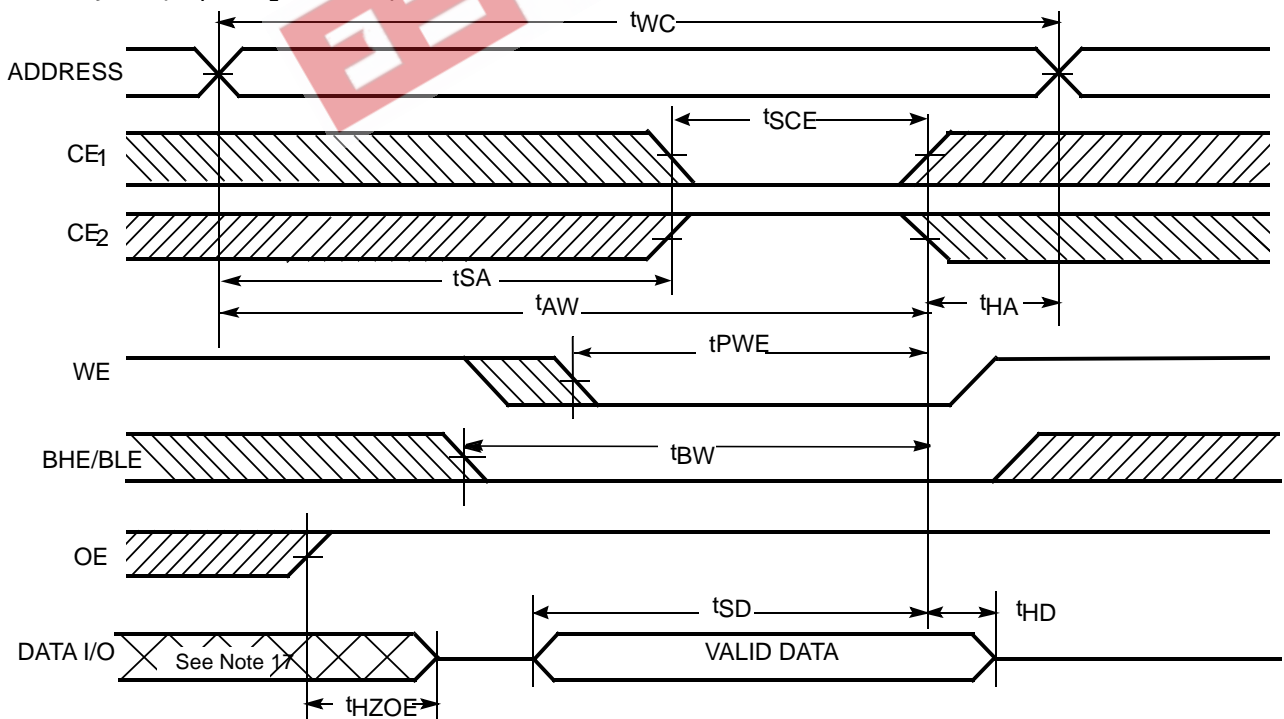 tWC
ADDRESS
tSCE
CE1
CE2
tSA
tAW
tHA
tPWE
WE
tBW
BHE/BLE
OE
tSD
tHD
DATA I/O
See Note 17
VALID DATA
tHZOE